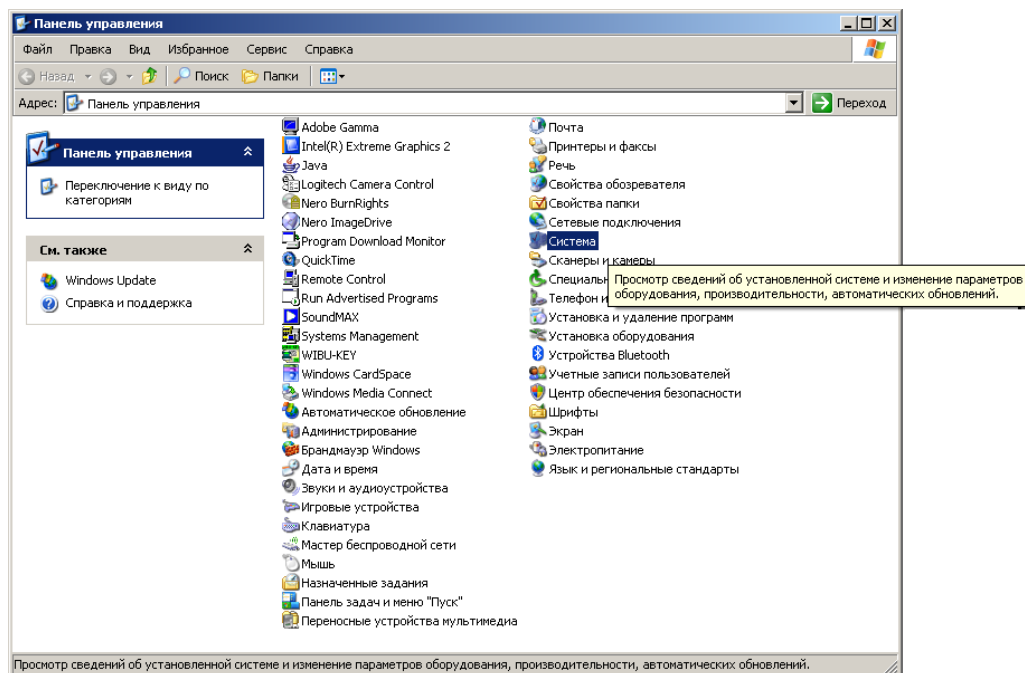 Панель управления
Файл Правка Вид Избранное Сервис Справка
Назад Поиск Папки
Адрес: Панель управления Переход
Панель управления
Переключение к виду по
категориям
См. также
Windows Update
Справка и поддержка
Adobe Gamma
Intel(R) Extreme Graphics 2
Java
Logitech Camera Control
Nero BurnRights
Nero ImageDrive
Program Download Monitor
QuickTime
Remote Control
Run Advertised Programs
SoundMAX
Systems Management
WIBU-KEY
Windows CardSpace
Windows Media Connect
Автоматическое обновление
Администрирование
Брандмауэр Windows
Дата и время
Звуки и аудиоустройства
Игровые устройства
Клавиатура
Мастер беспроводной сети
Мышь
Назначенные задания
Панель задач и меню "Пуск"
Переносные устройства мультимедиа
Почта
Принтеры и факсы
Речь
Свойства обозревателя
Свойства папки
Сетевые подключения
Система
Сканеры и камеры
Специальн
Телефон и
Просмотр сведений об установленной системе и изменение параметров
оборудования, производительности, автоматических обновлений.
Установка и удаление программ
Установка оборудования
Устройства Bluetooth
Учетные записи пользователей
Центр обеспечения безопасности
Шрифты
Экран
Электропитание
Язык и региональные стандарты
Просмотр сведений об установленной системе и изменение параметров оборудования, производительности, автоматических обновлений.